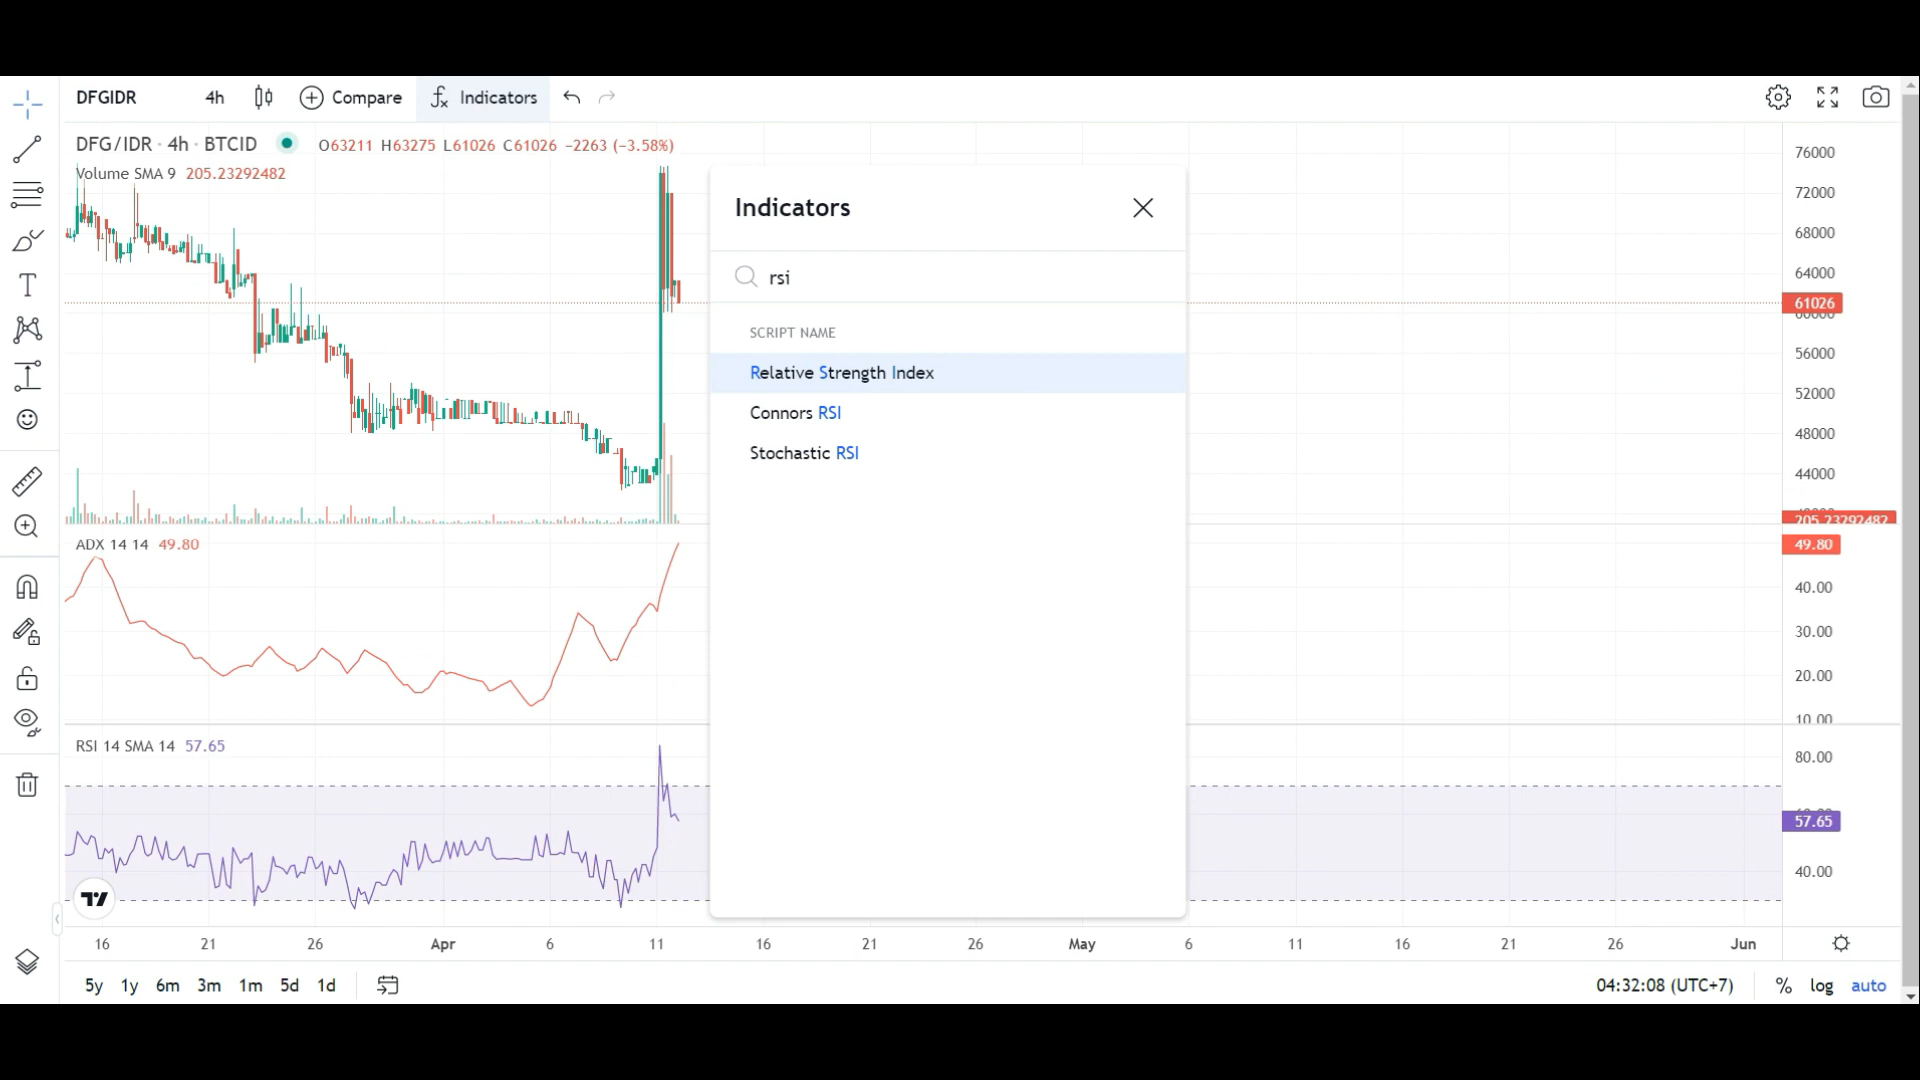 DFGIDR 4h Compare Indicators
DFG/IDR · 4h · BTCID O63211 H63275 L61026 C61026 −2263 (−3.58%)
Volume SMA 9 205.23292482
Indicators
rsi
SCRIPT NAME
Relative Strength Index
Connors RSI
Stochastic RSI
76000
72000
68000
64000
61026
60000
56000
52000
48000
44000
205.23292482
ADX 14 14 49.80
49.80
40.00
30.00
20.00
10.00
RSI 14 SMA 14 57.65
80.00
57.65
40.00
16 21 26 Apr 6 11 16 21 26 May 6 11 16 21 26 Jun
5y 1y 6m 3m 1m 5d 1d 04:32:08 (UTC+7) % log auto